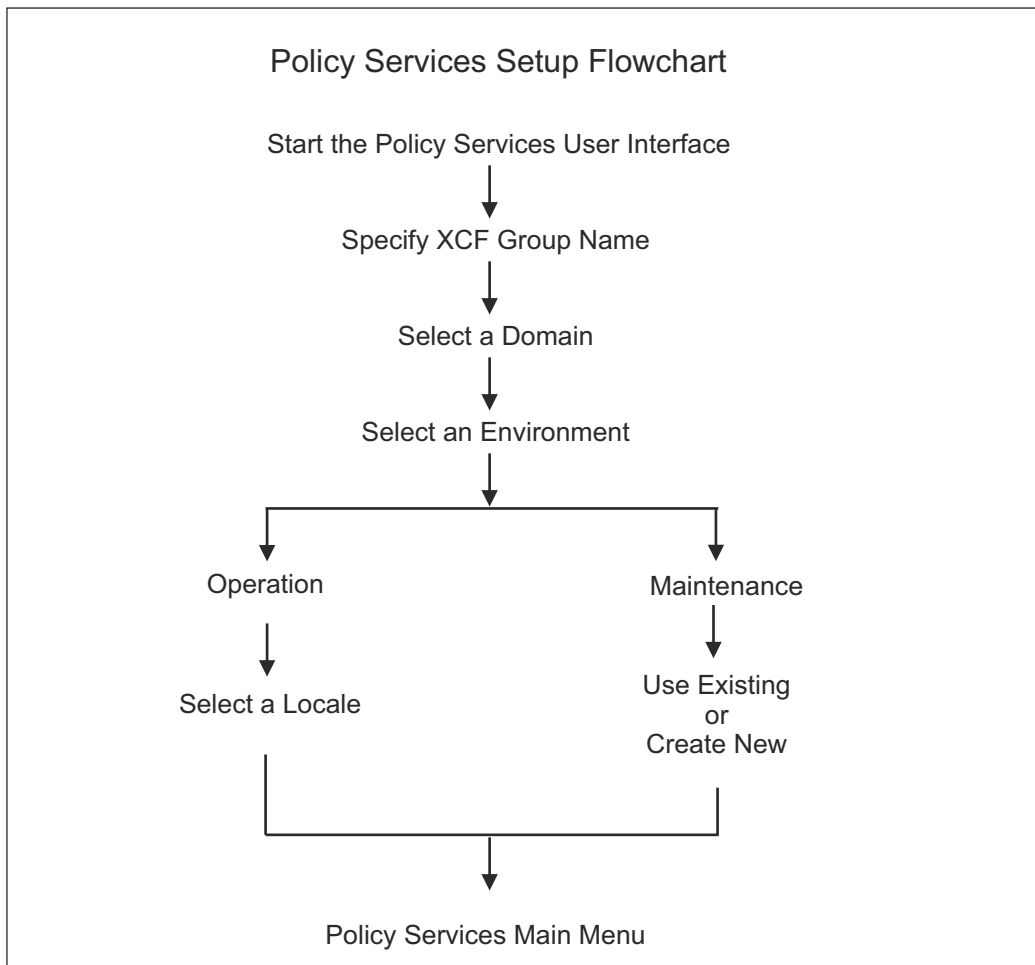 Policy Services Setup Flowchart
Start the Policy Services User Interface
Specify XCF Group Name
Select a Domain
Select an Environment
Operation
Maintenance
Select a Locale
Use Existing
or
Create New
Policy Services Main Menu